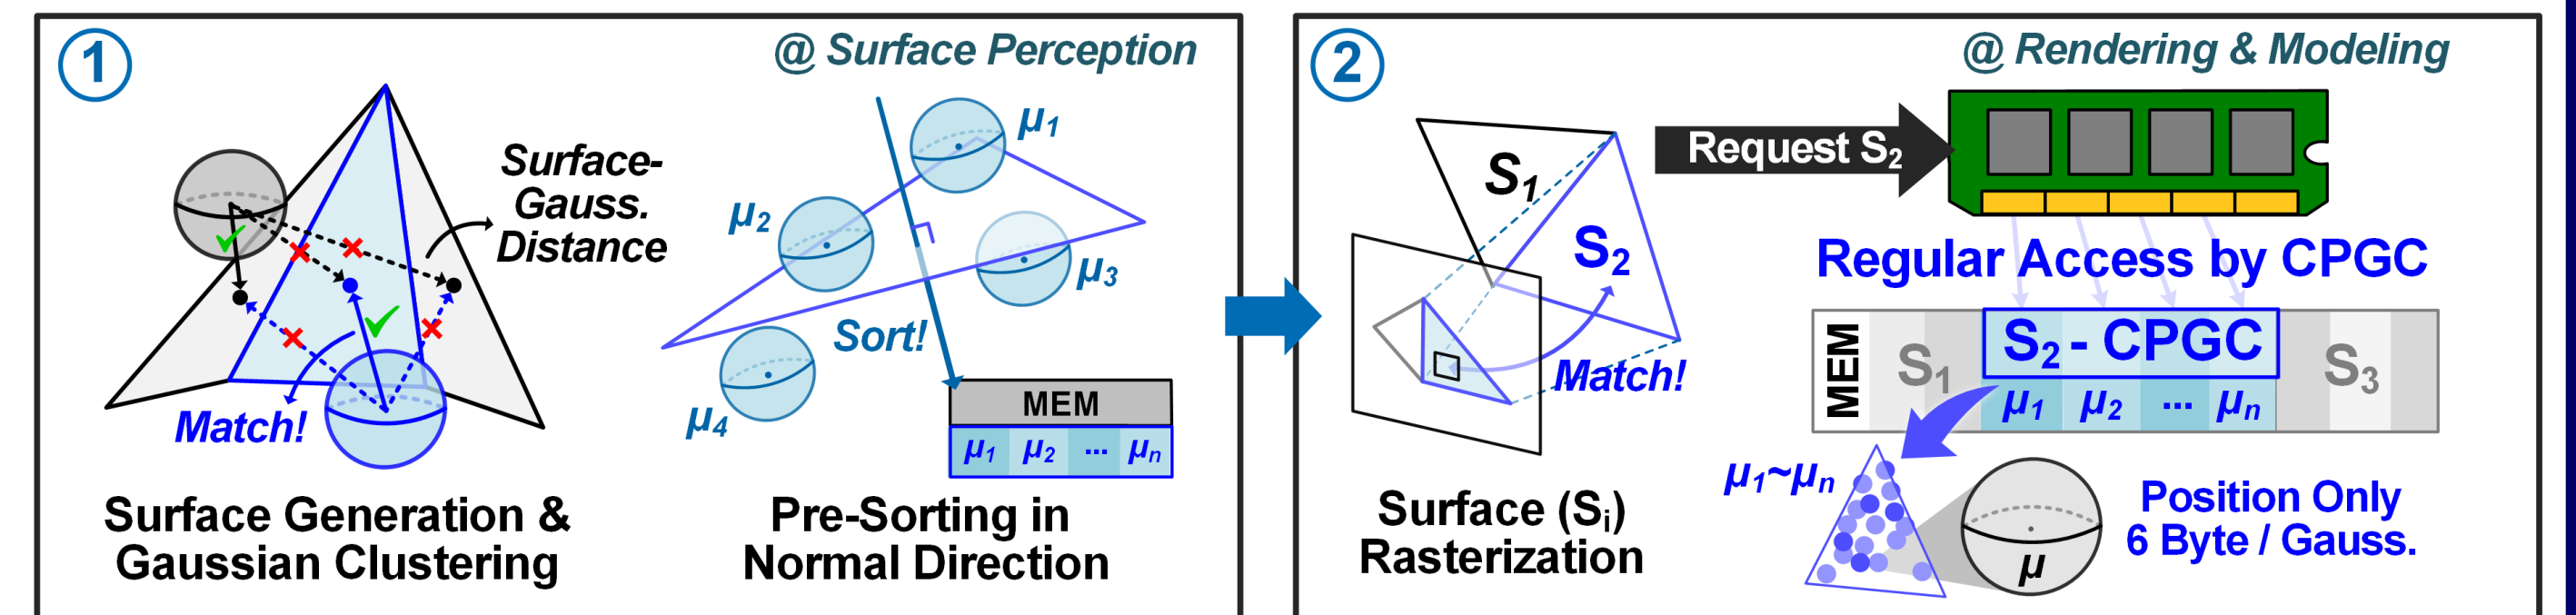 1
@ Surface Perception
Surface-
Gauss.
Distance
Match!
Surface Generation &
Gaussian Clustering
μ1
μ2
μ3
μ4
Sort!
MEM
μ1 μ2 ... μn
Pre-Sorting in
Normal Direction
2
@ Rendering & Modeling
S1
S2
Match!
Surface (Si)
Rasterization
Request S2
Regular Access by CPGC
MEM
S1
S2 - CPGC
S3
μ1 μ2 ... μn
μ1~μn
μ
Position Only
6 Byte / Gauss.